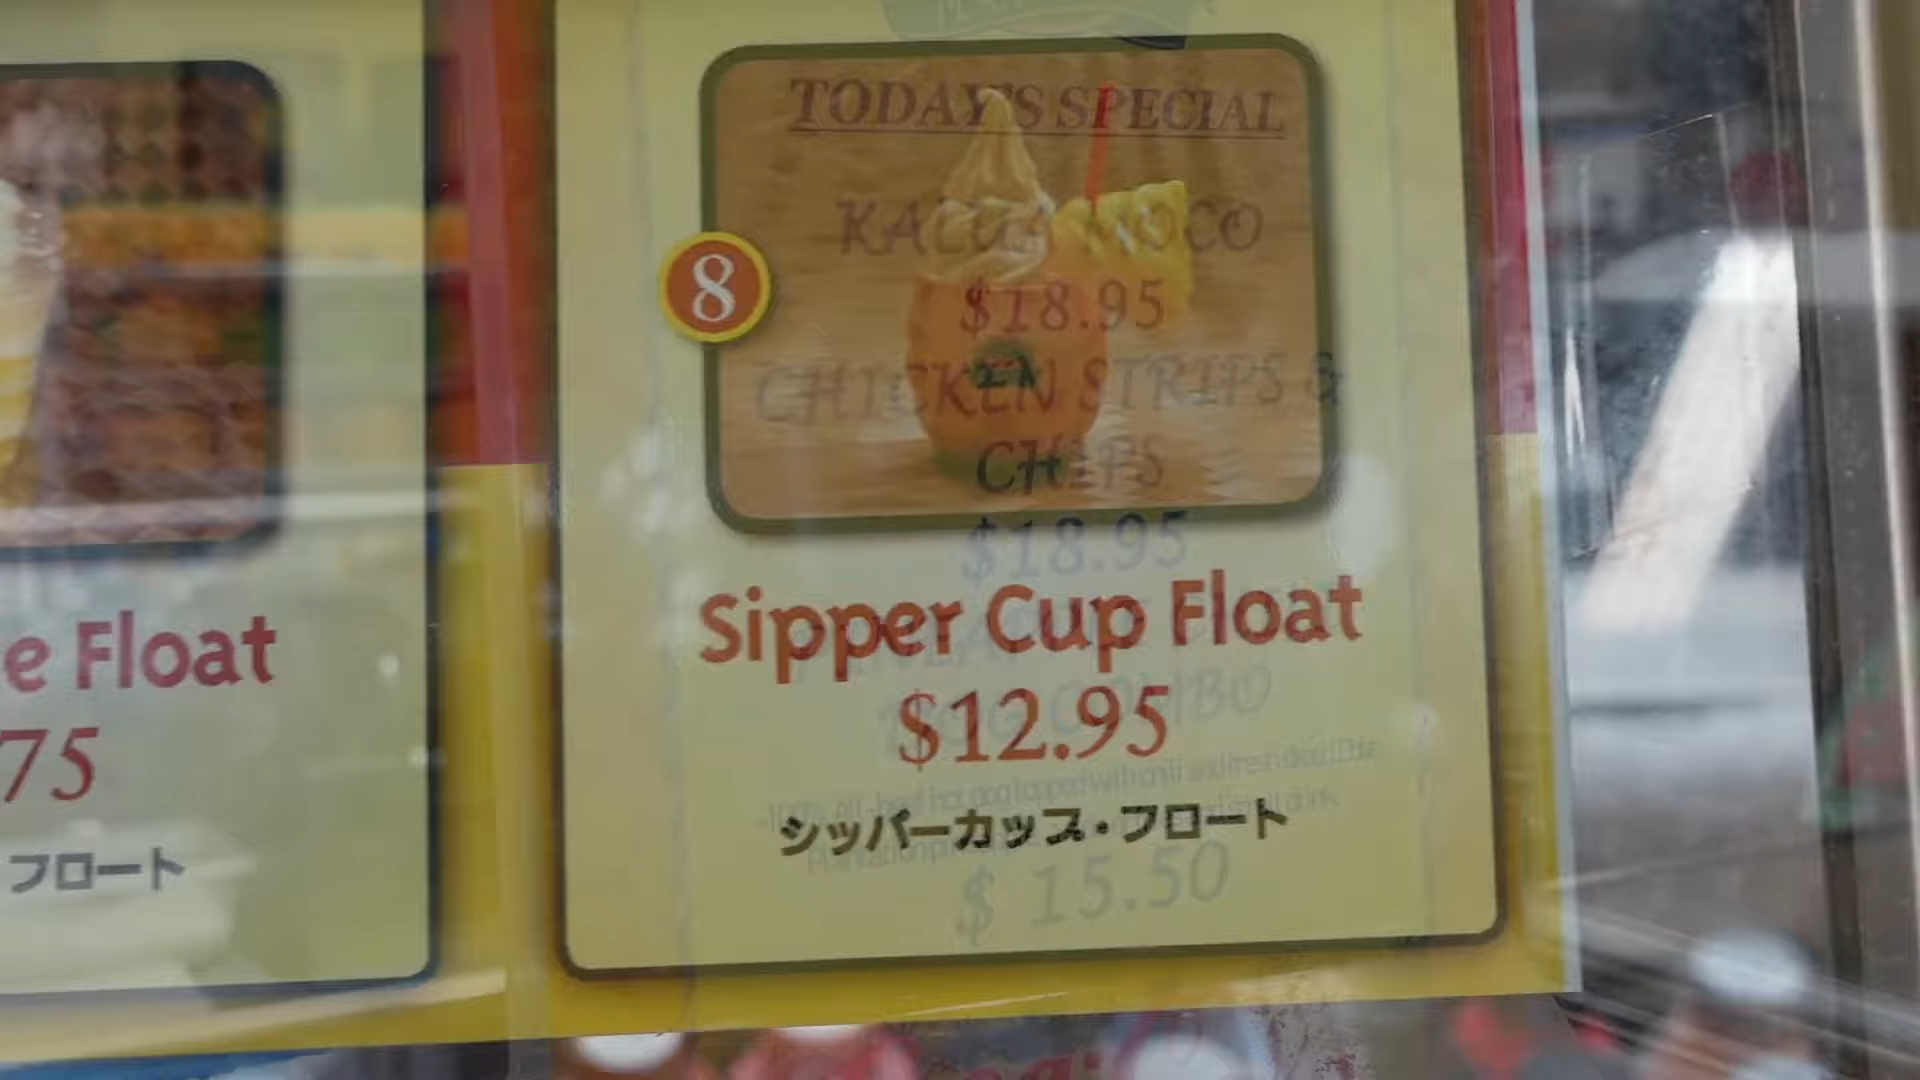 TODAY'S SPECIAL
KALUA MOCO
$18.95
CHICKEN STRIPS &
CHIPS
$18.95
8
Sipper Cup Float
$12.95
シッパーカップ・フロート
$ 15.50
e Float
75
・フロート